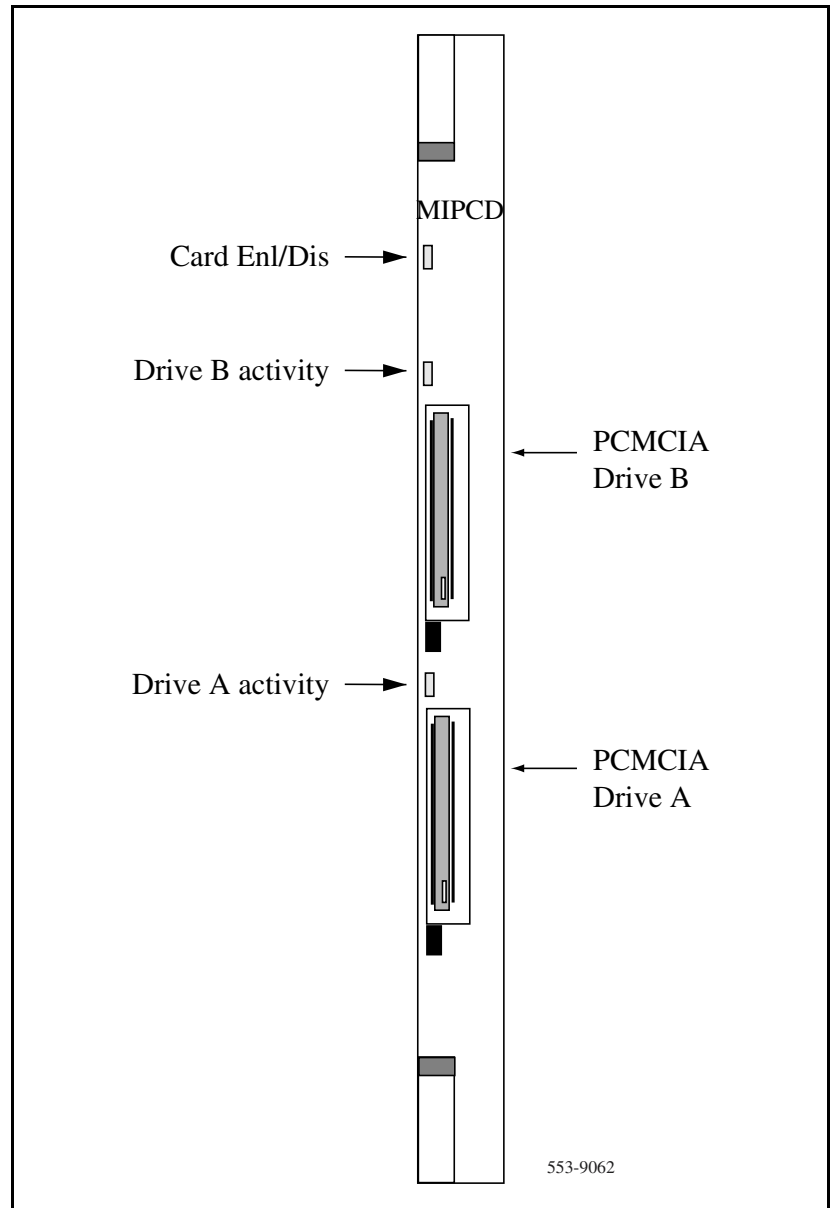 MIPCD
Card Enl/Dis
Drive B activity
PCMCIA
Drive B
Drive A activity
PCMCIA
Drive A
553-9062